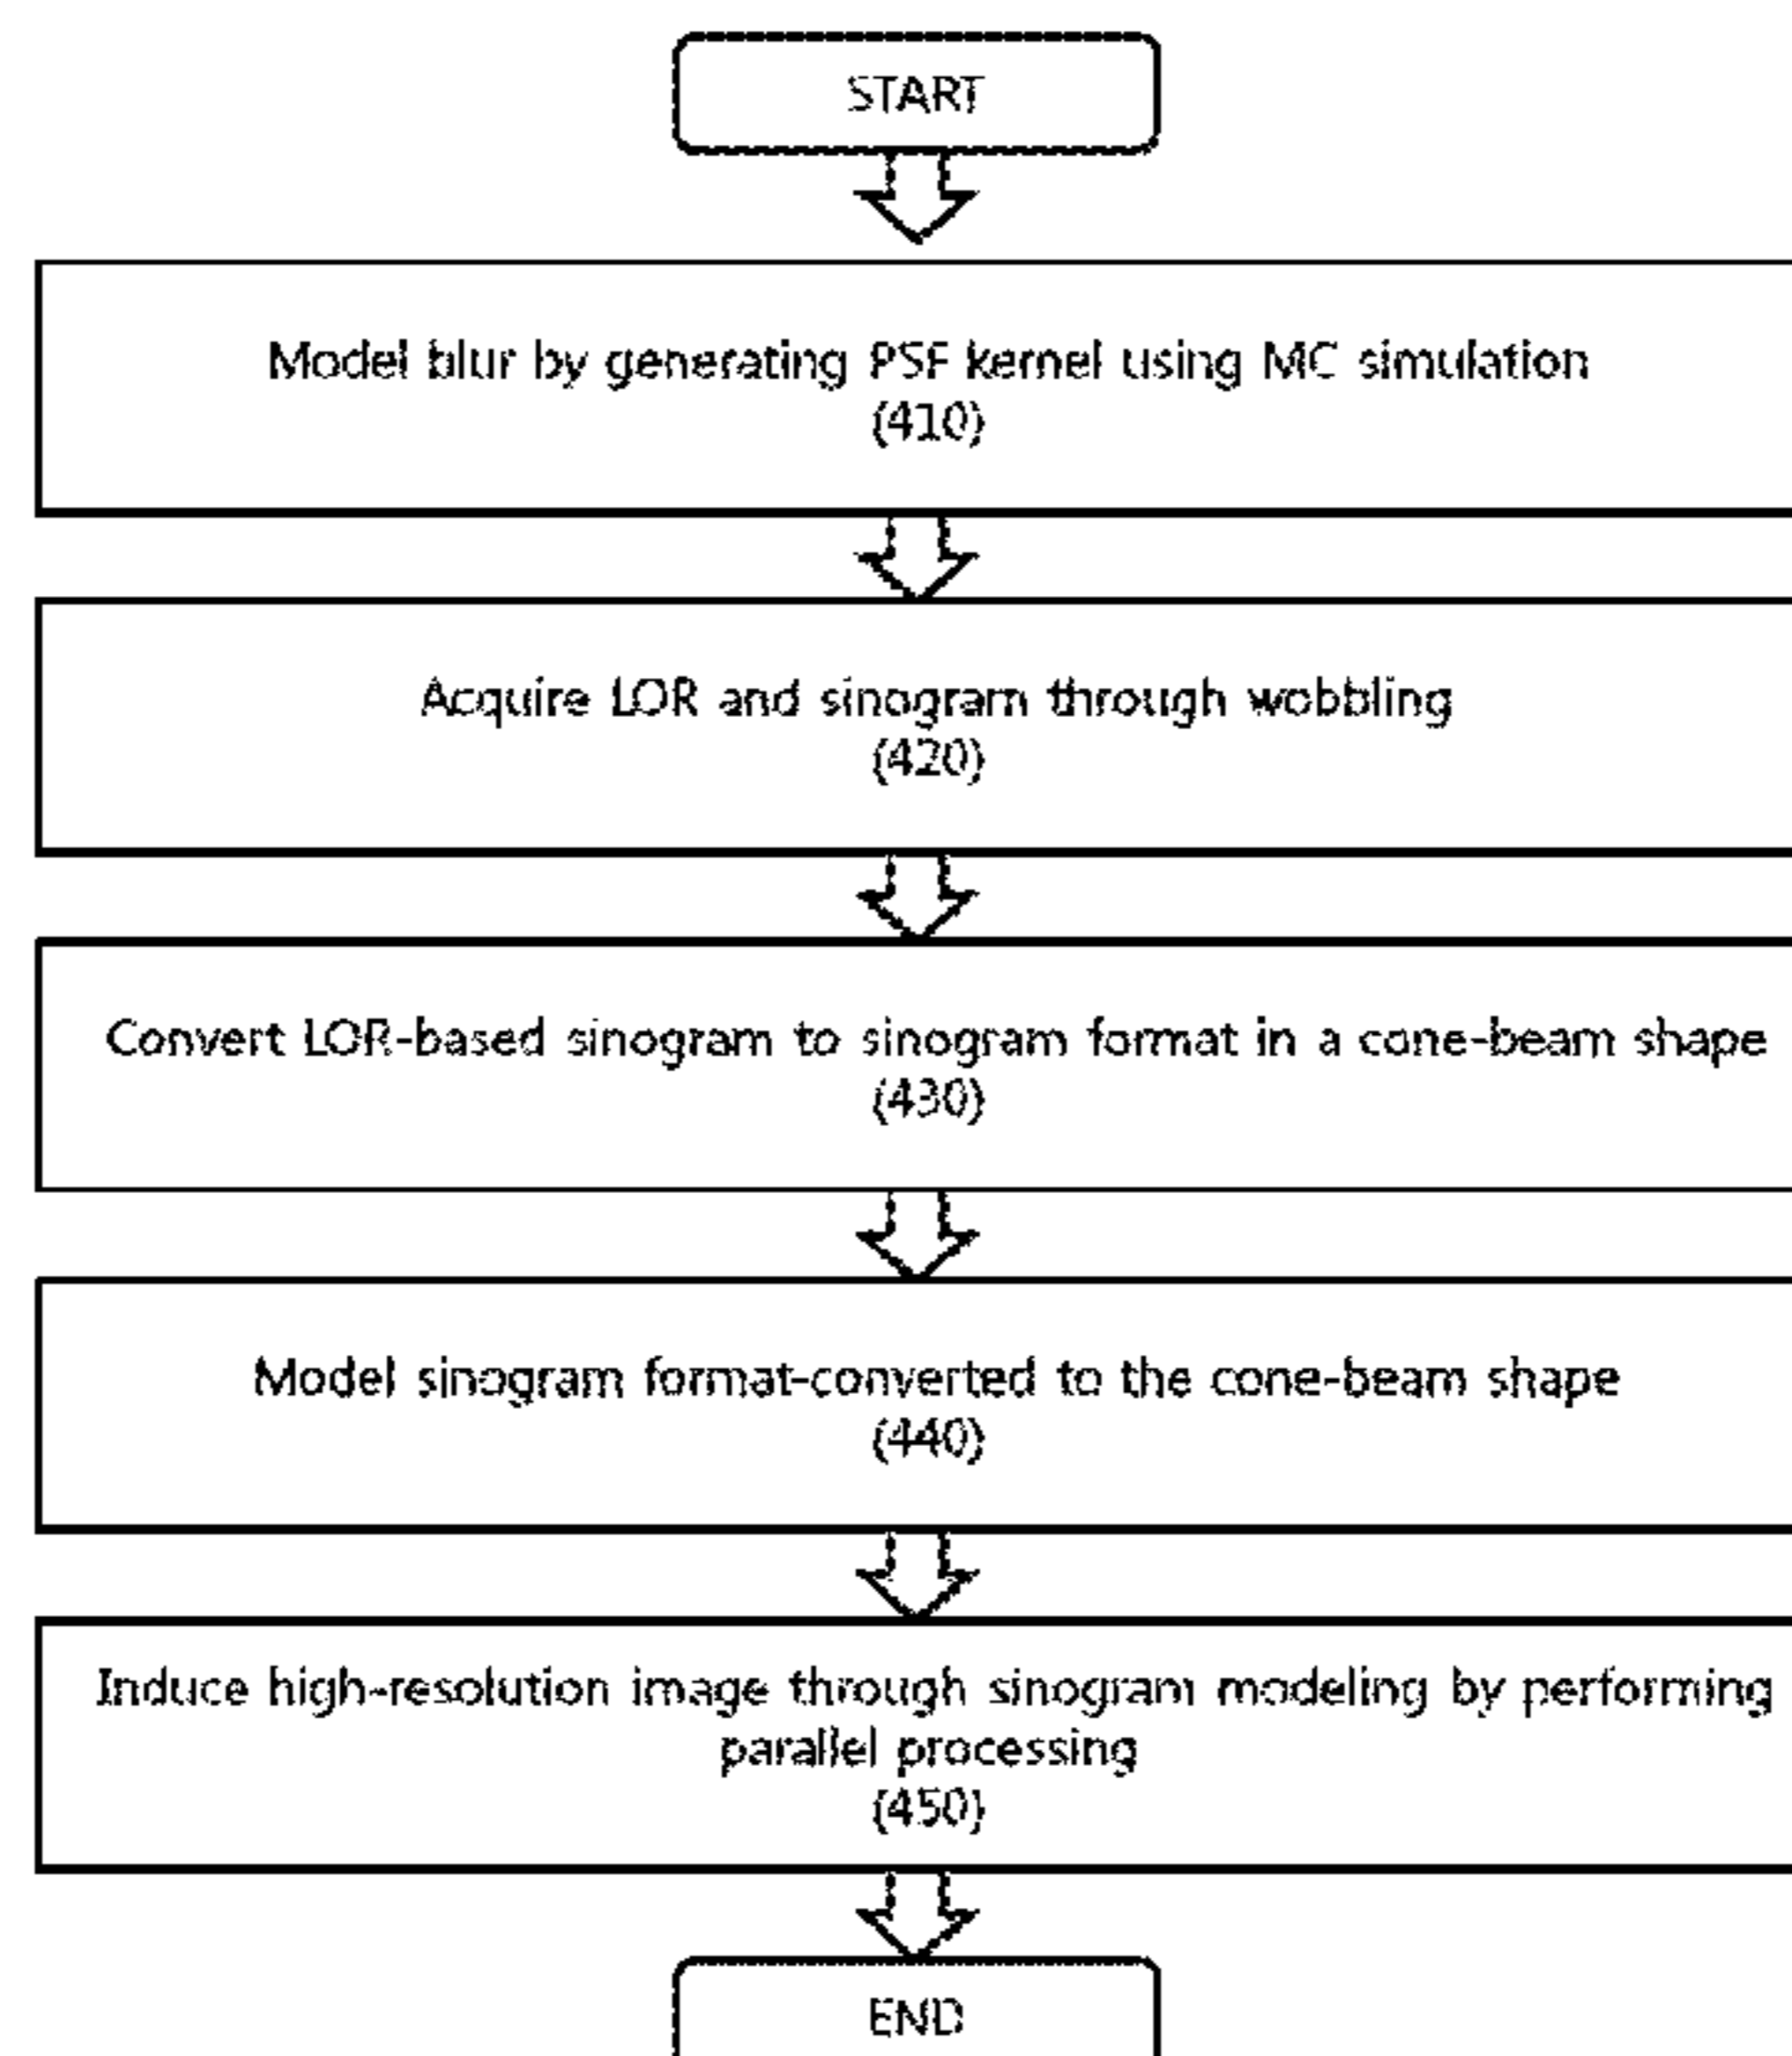 START
Model blur by generating PSF kernel using MC simulation
(410)
Acquire LOR and sinogram through wobbling
(420)
Convert LOR-based sinogram to sinogram format in a cone-beam shape
(430)
Model sinogram format-converted to the cone-beam shape
(440)
Induce high-resolution image through sinogram modeling by performing
parallel processing
(450)
END